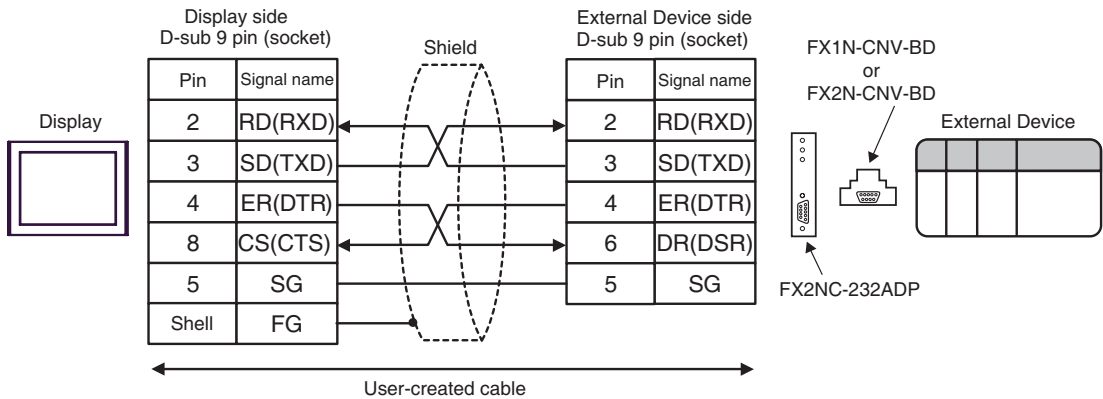 Display side
D-sub 9 pin (socket)
Shield
External Device side
D-sub 9 pin (socket)
FX1N-CNV-BD
or
FX2N-CNV-BD
Display
External Device
Pin Signal name
2 RD(RXD)
3 SD(TXD)
4 ER(DTR)
8 CS(CTS)
5 SG
Shell FG
Pin Signal name
2 RD(RXD)
3 SD(TXD)
4 ER(DTR)
6 DR(DSR)
5 SG
FX2NC-232ADP
User-created cable